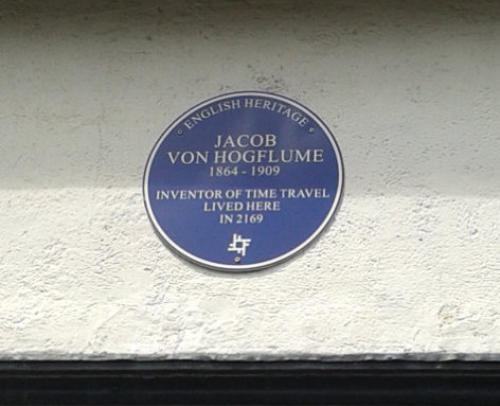 ENGLISH HERITAGE
JACOB
VON HOGFLUME
1864 - 1909
INVENTOR OF TIME TRAVEL
LIVED HERE
IN 2169